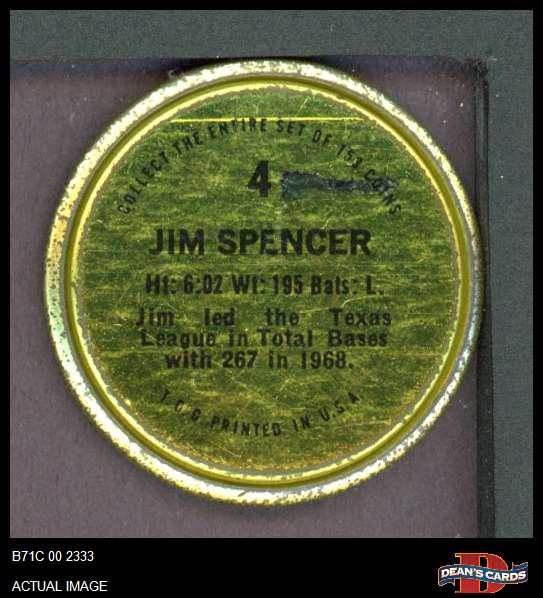 COLLECT THE ENTIRE SET OF 153 COINS
4
JIM SPENCER
Ht: 6;02 Wt: 195 Bats: L.
Jim led the Texas
League in Total Bases
with 267 in 1968.
T.C.G. PRINTED IN U.S.A.
B71C 00 2333
ACTUAL IMAGE
D
DEAN'S CARDS